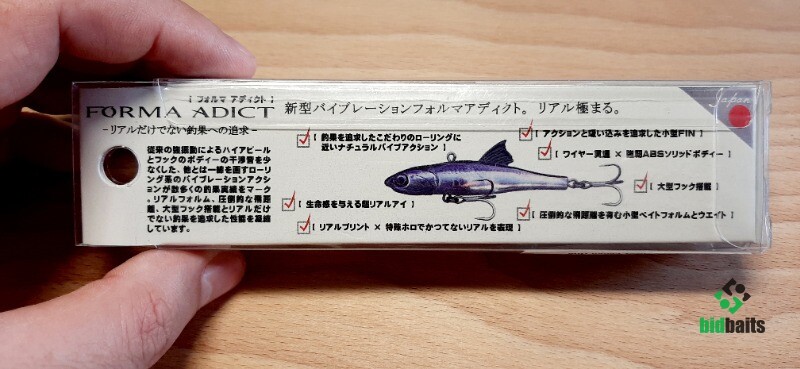 [ フォルマ アディクト ]
FORMA ADICT
新型バイブレーションフォルマアディクト。リアル極まる。
Japan
-リアルだけでない釣果への追求-
従来の強振動によるハイアピール
とフックのボディーの干渉音を少
なくした、他とは一線を画すローリン
グ系のバイブレーションアクショ
ンが数多くの釣果実績をマーク
。リアルフォルム、圧倒的な飛距
離、大型フック搭載とリアルだけ
でない釣果を追求した性能を凝縮
しています。
[ 釣果を追求したこだわりのローリングに
近いナチュラルバイブアクション ]
[ アクションと吸い込みを追求した小型FIN ]
[ ワイヤー貫通 × 強固ABSソリッドボディー ]
[ 大型フック搭載 ]
[ 生命感を与える超リアルアイ ]
[ 圧倒的な飛距離を有む小型ベイトフォルムとウエイト ]
[ リアルプリント × 特殊ホロでかつてないリアルを表現 ]
bidbaits